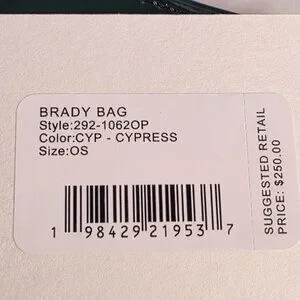 BRADY BAG
Style:292-1062OP
Color:CYP - CYPRESS
Size:OS
1 98429 21953 7
SUGGESTED RETAIL
PRICE: $250.00